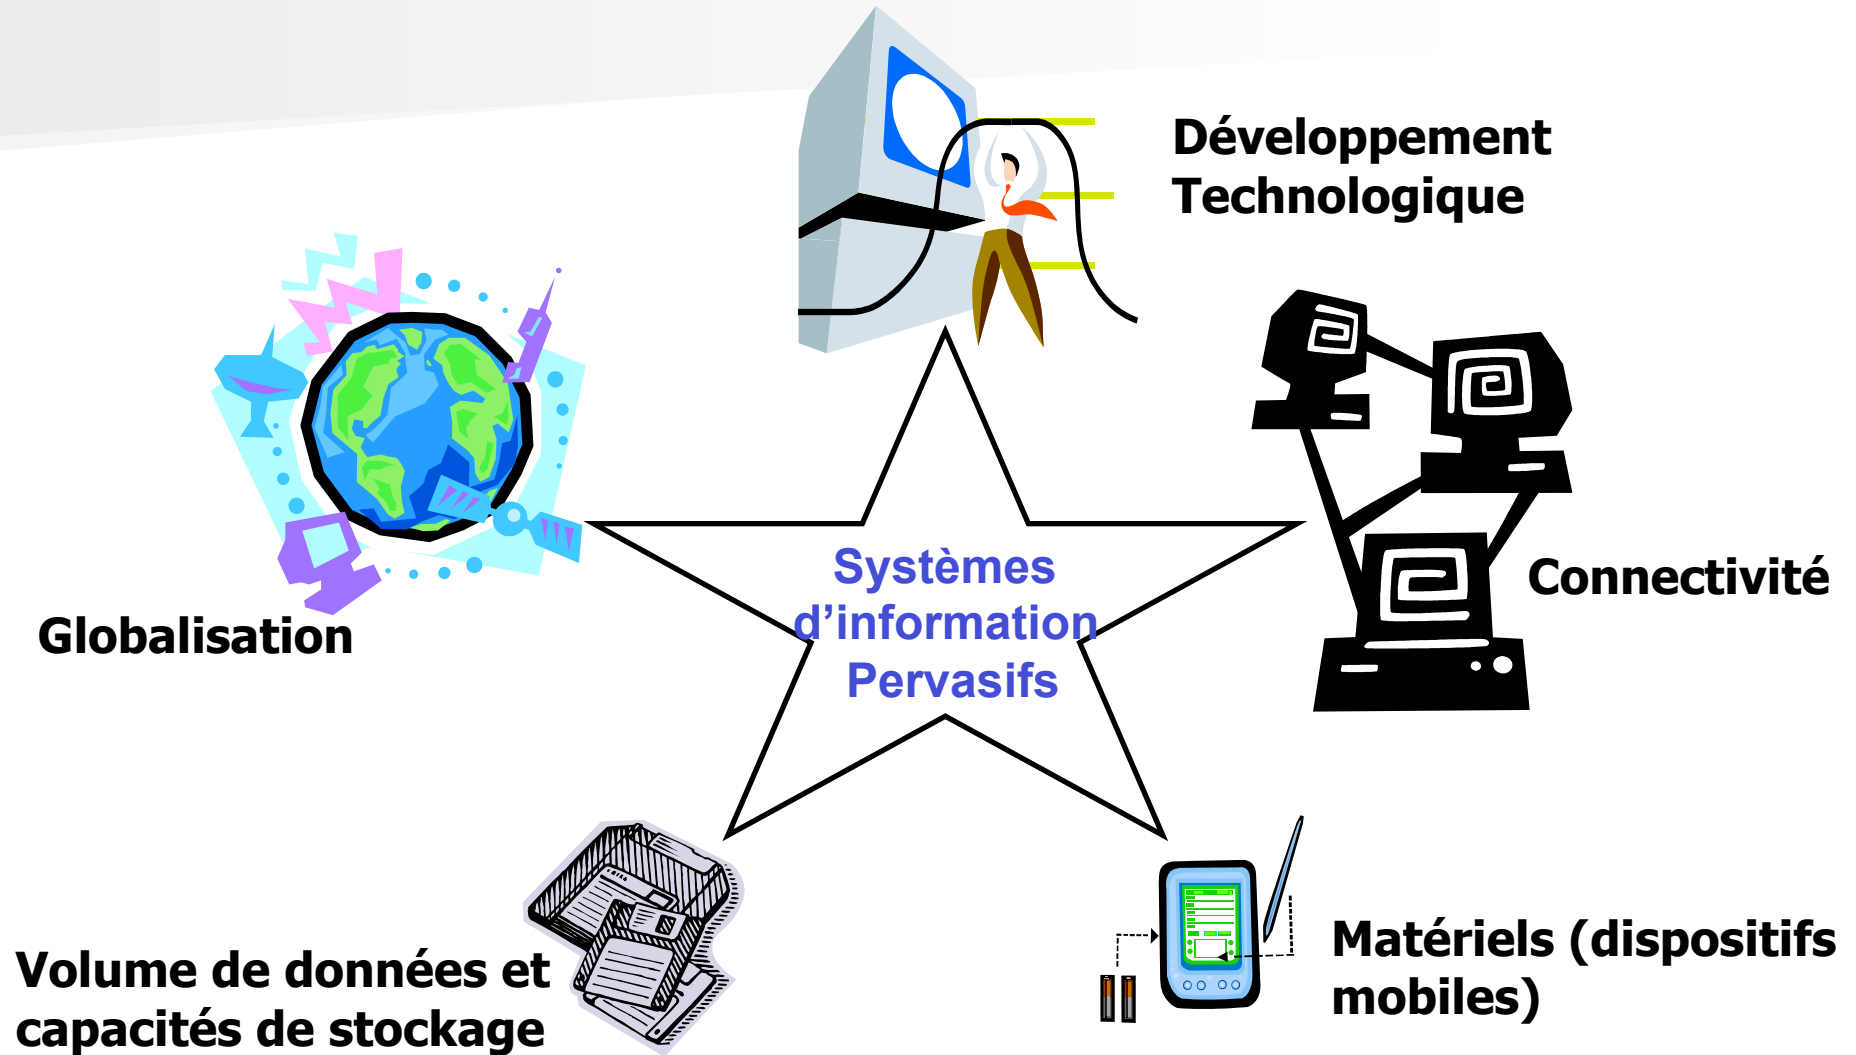 Développement
Technologique
Connectivité
Globalisation
Systèmes
d’information
Pervasifs
Volume de données et
capacités de stockage
Matériels (dispositifs
mobiles)